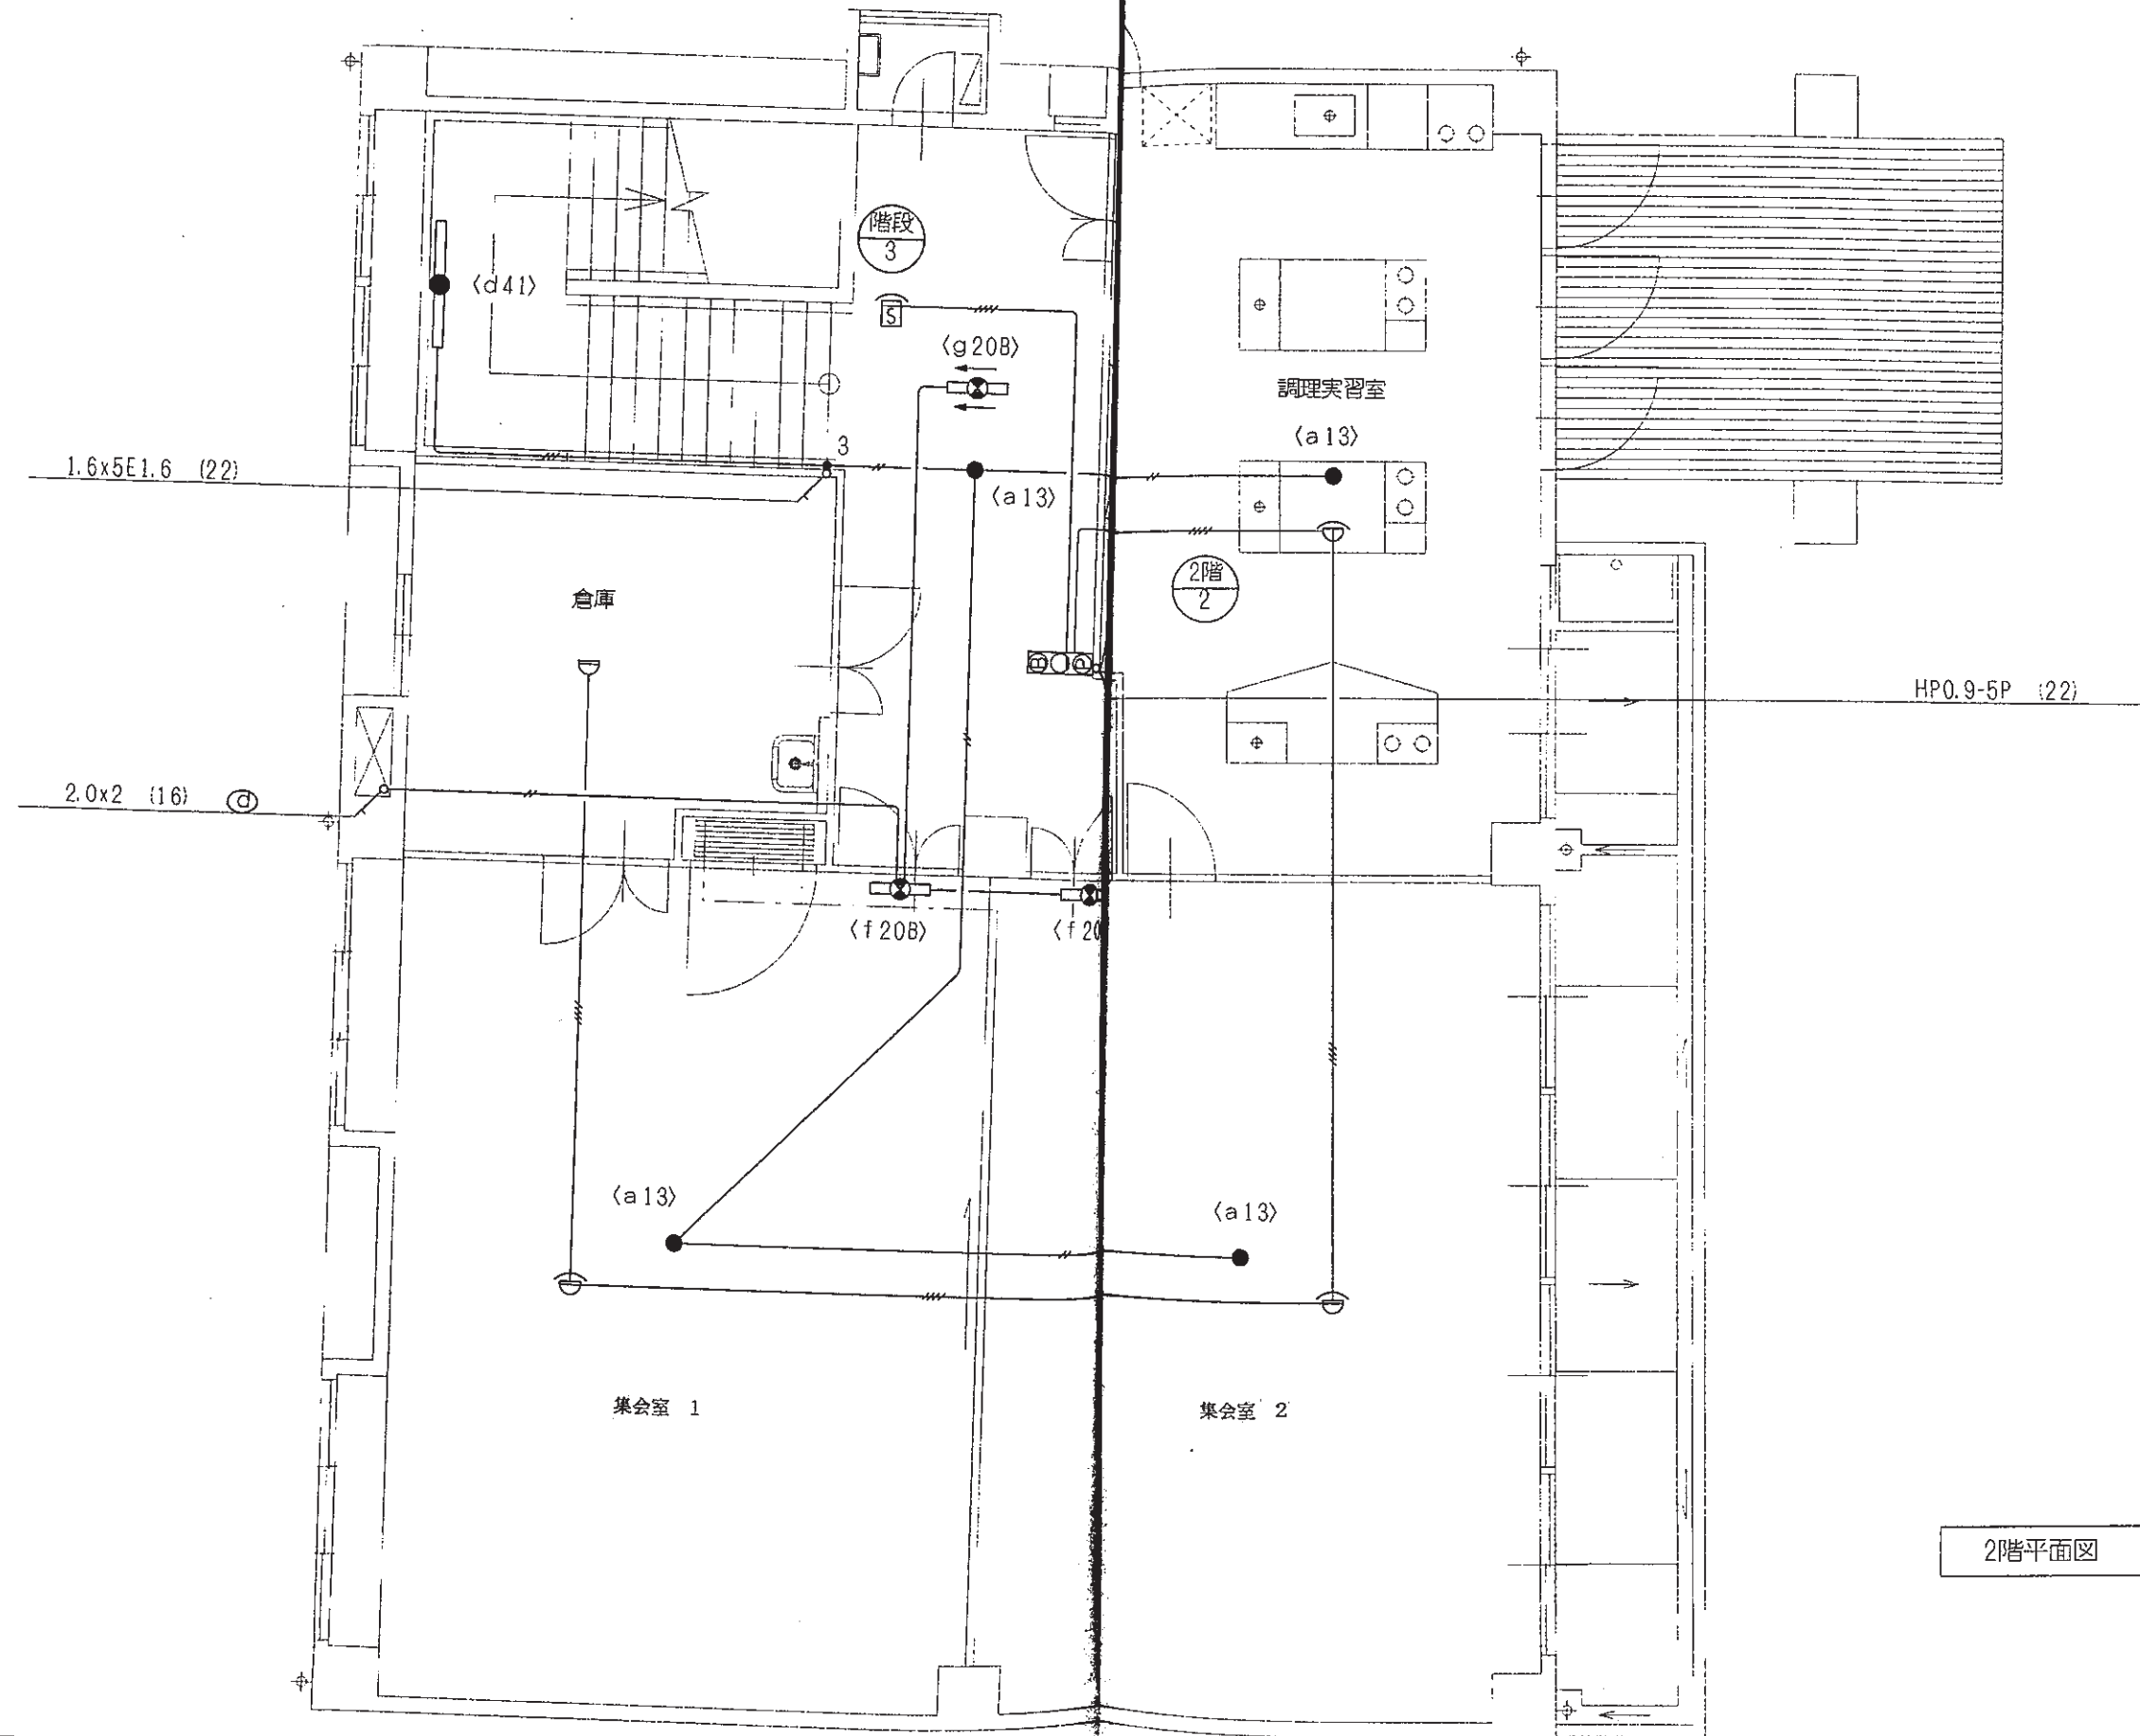 階段
3
〈d41〉
S
〈g20B〉
調理実習室
〈a13〉
3
1.6x5E1.6 (22)
〈a13〉
2階
2
倉庫
B P
HP0.9-5P (22)
2.0x2 (16) ⓓ
〈f20B〉
〈f20
〈a13〉
〈a13〉
集会室 1
集会室 2
2階平面図